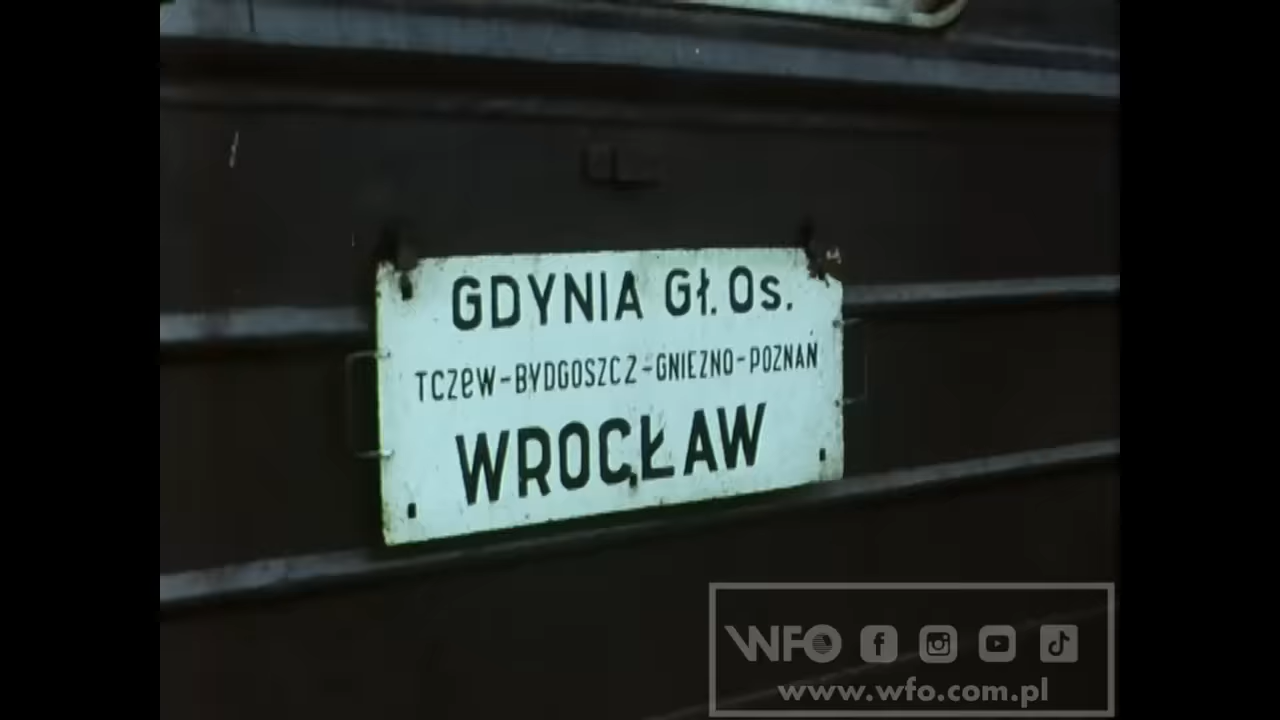 GDYNIA Gł. Os.
TCZeW-BYDGOSZCZ-GNIEZNO-POZNAŃ
WROCŁAW
WFO
www.wfo.com.pl